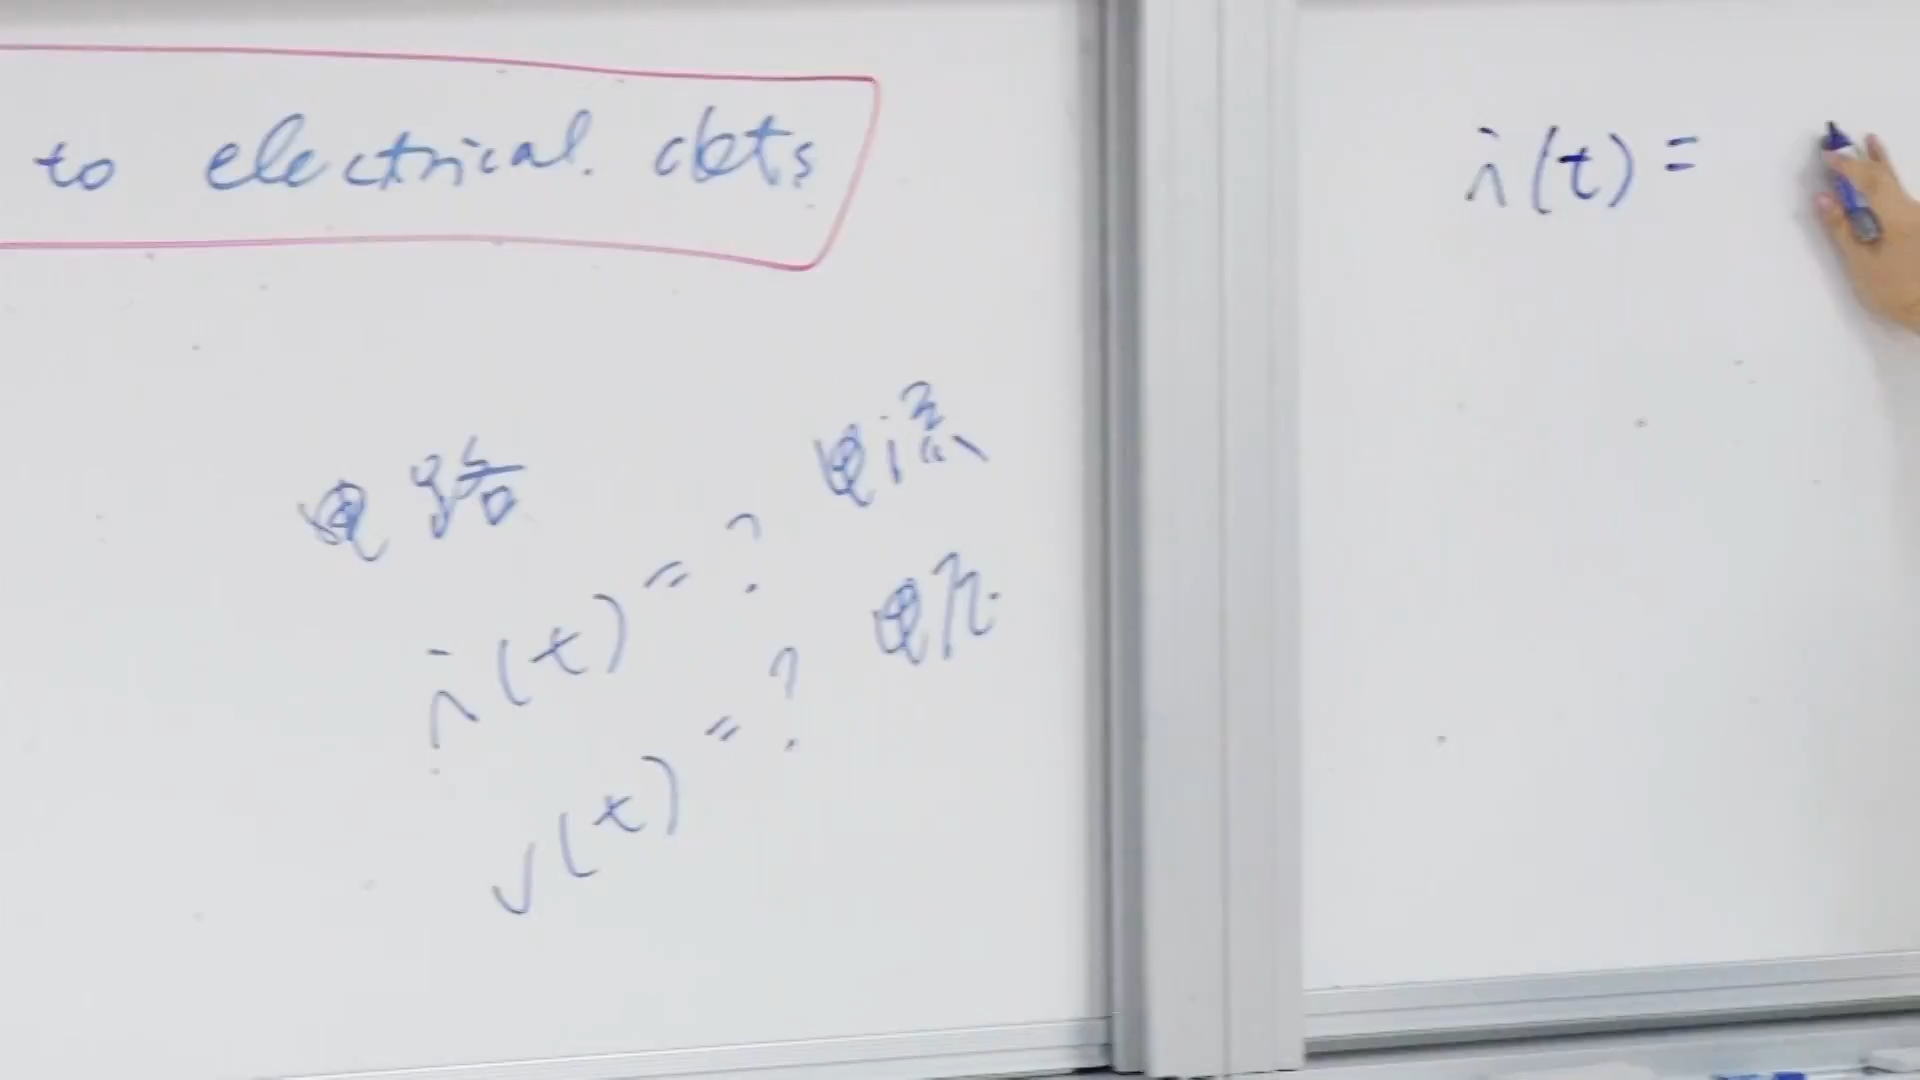 to electrical ckts
电路
电流
i(t) = ?
电压
v(t) = ?
i(t) =